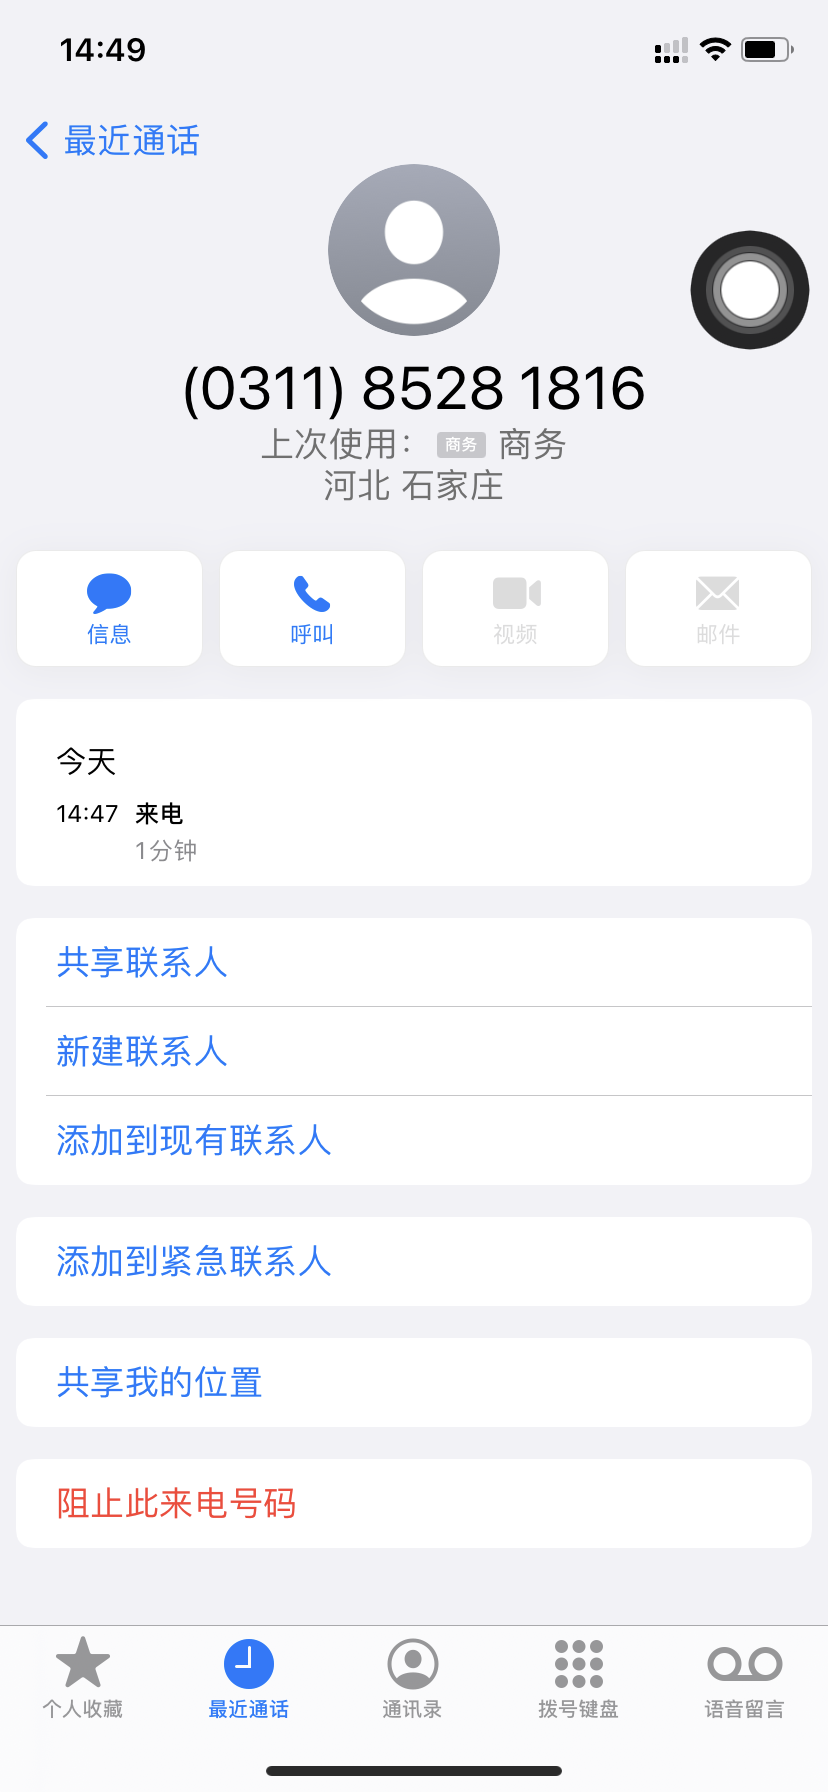 14:49
最近通话
(0311) 8528 1816
上次使用： 商务 商务
河北 石家庄
信息 呼叫 视频 邮件
今天
14:47 来电
1分钟
共享联系人
新建联系人
添加到现有联系人
添加到紧急联系人
共享我的位置
阻止此来电号码
个人收藏 最近通话 通讯录 拨号键盘 语音留言